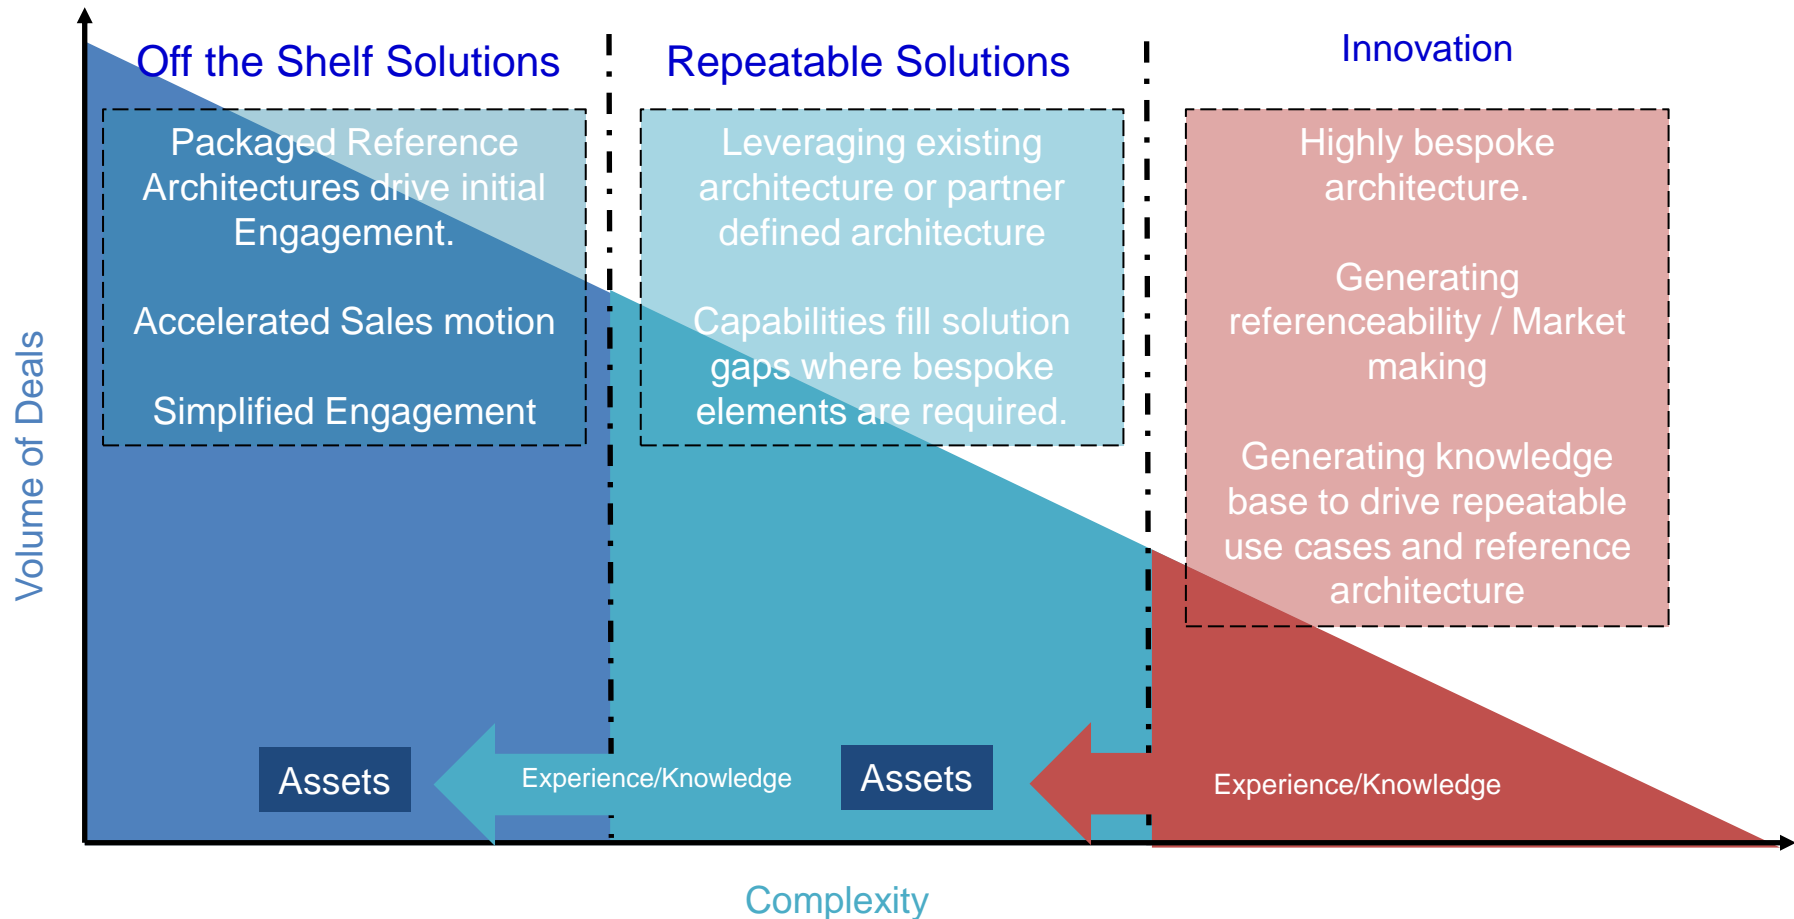 Off the Shelf Solutions
Repeatable Solutions
Innovation
Packaged Reference
Architectures drive initial
Engagement.
Accelerated Sales motion
Simplified Engagement
Leveraging existing
architecture or partner
defined architecture
Capabilities fill solution
gaps where bespoke
elements are required.
Highly bespoke
architecture.
Generating
referenceability / Market
making
Generating knowledge
base to drive repeatable
use cases and reference
architecture
Volume of Deals
Assets
Experience/Knowledge
Assets
Experience/Knowledge
Complexity